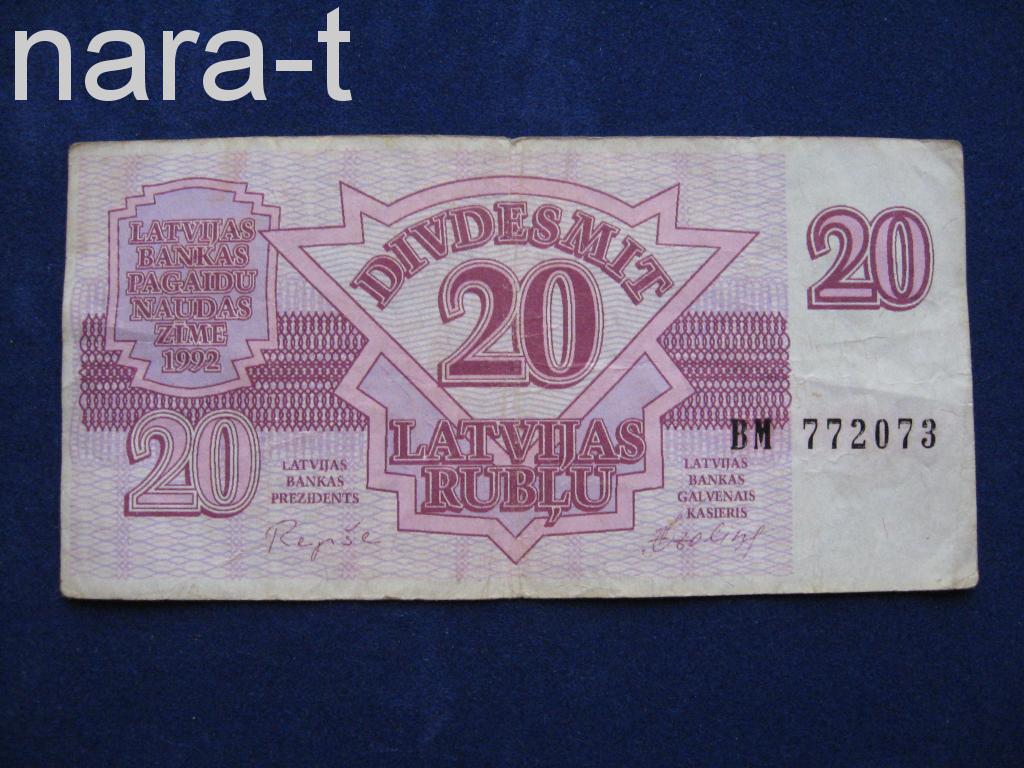 nara-t
LATVIJAS
BANKAS
PAGAIDU
NAUDAS
ZĪME
1992
DIVDESMIT
20
20
LATVIJAS
RUBĻU
BM 772073
20
LATVIJAS
BANKAS
PREZIDENTS
LATVIJAS
BANKAS
GALVENAIS
KASIERIS
Repše